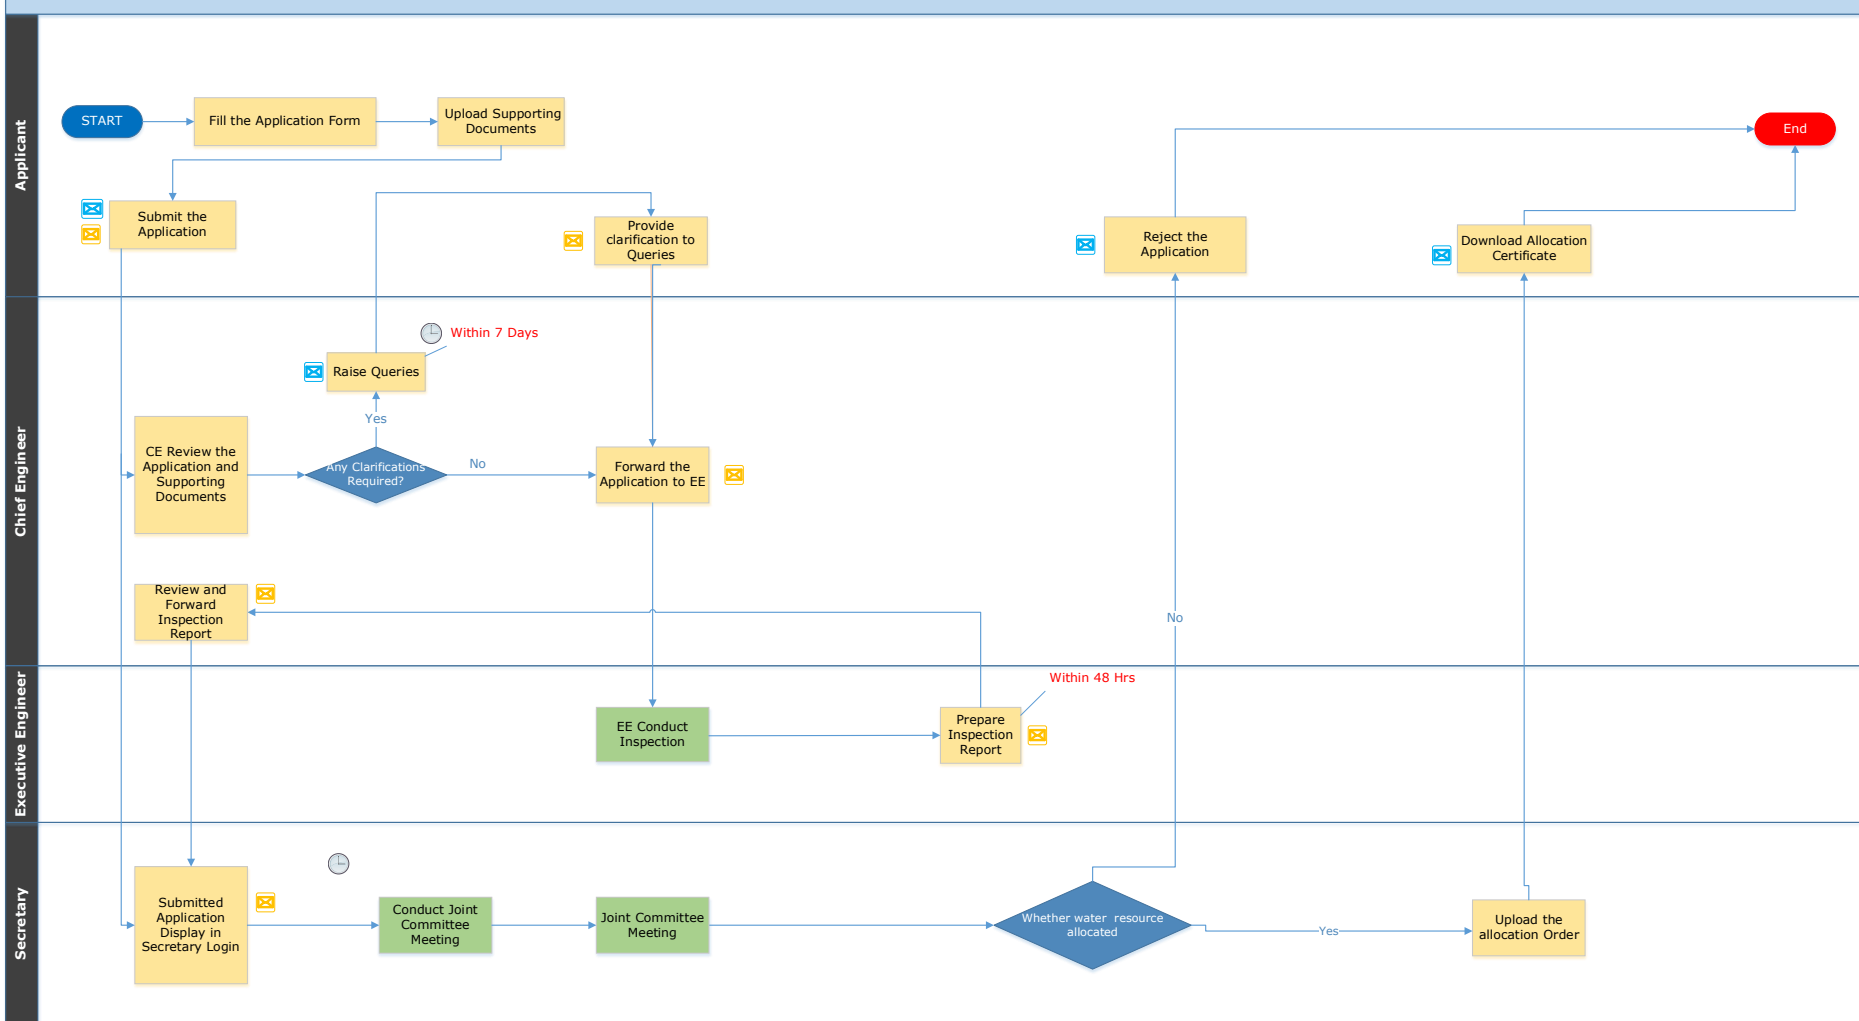 Applicant
START
Fill the Application Form
Upload Supporting
Documents
End
Submit the
Application
Provide
clarification to
Queries
Reject the
Application
Download Allocation
Certificate
Chief Engineer
Within 7 Days
Raise Queries
Yes
CE Review the
Application and
Supporting
Documents
Any Clarifications
Required?
No
Forward the
Application to EE
Review and
Forward
Inspection
Report
No
Executive Engineer
Within 48 Hrs
EE Conduct
Inspection
Prepare
Inspection
Report
Secretary
Submitted
Application
Display in
Secretary Login
Conduct Joint
Committee
Meeting
Joint Committee
Meeting
Whether water resource
allocated
Yes
Upload the
allocation Order